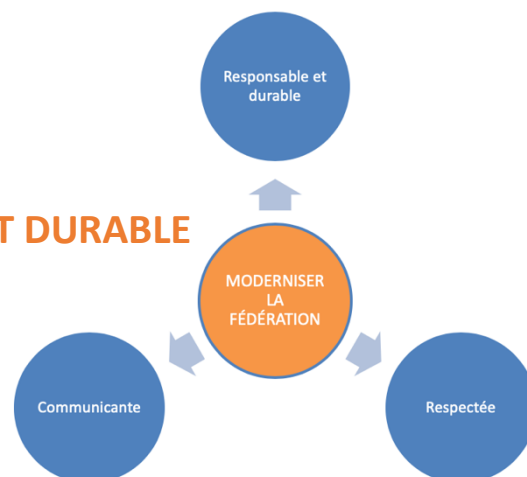 Responsable et
durable
T DURABLE
MODERNISER
LA
FÉDÉRATION
Communicante
Respectée